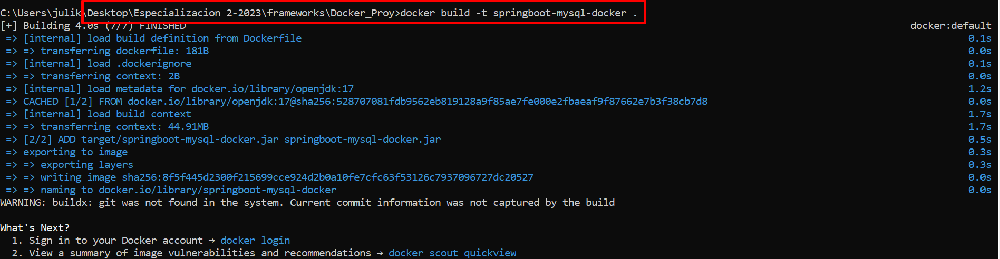 C:\Users\julik\Desktop\Especializacion 2-2023\frameworks\Docker_Proy>docker build -t springboot-mysql-docker .
[+] Building 4.0s (7/7) FINISHED docker:default
=> [internal] load build definition from Dockerfile 0.1s
=> => transferring dockerfile: 181B 0.0s
=> [internal] load .dockerignore 0.1s
=> => transferring context: 2B 0.0s
=> [internal] load metadata for docker.io/library/openjdk:17 1.2s
=> CACHED [1/2] FROM docker.io/library/openjdk:17@sha256:528707081fdb9562eb819128a9f85ae7fe000e2fbaeaf9f87662e7b3f38cb7d8 0.0s
=> [internal] load build context 1.7s
=> => transferring context: 44.91MB 1.7s
=> [2/2] ADD target/springboot-mysql-docker.jar springboot-mysql-docker.jar 0.5s
=> exporting to image 0.3s
=> => exporting layers 0.3s
=> => writing image sha256:8f5f445d2300f215699cce924d2b0a10fe7cfc63f53126c7937096727dc20527 0.0s
=> => naming to docker.io/library/springboot-mysql-docker 0.0s
WARNING: buildx: git was not found in the system. Current commit information was not captured by the build
What's Next?
1. Sign in to your Docker account → docker login
2. View a summary of image vulnerabilities and recommendations → docker scout quickview